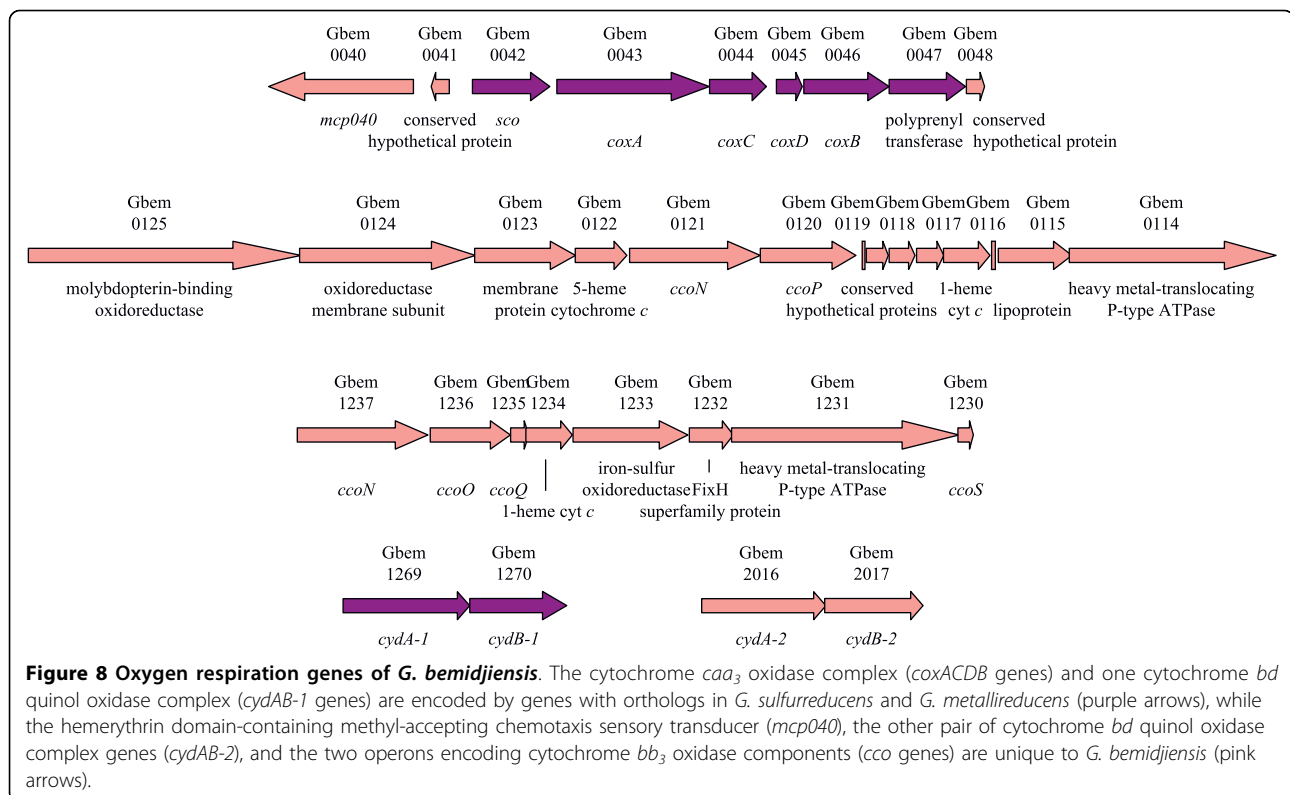 Gbem Gbem Gbem Gbem Gbem Gbem Gbem Gbem Gbem
0040 0041 0042 0043 0044 0045 0046 0047 0048
mcp040 conserved sco polyprenyl conserved
hypothetical protein coxA coxC coxD coxB transferase hypothetical protein
Gbem Gbem Gbem Gbem Gbem Gbem Gbem Gbem Gbem Gbem Gbem Gbem
0125 0124 0123 0122 0121 0120 0119 0118 0117 0116 0115 0114
molybdopterin-binding oxidoreductase membrane 5-heme ccoN ccoP conserved 1-heme heavy metal-translocating
oxidoreductase membrane subunit protein cytochrome c hypothetical proteins cyt c lipoprotein P-type ATPase
Gbem Gbem Gbem Gbem Gbem Gbem Gbem Gbem
1237 1236 1235 1234 1233 1232 1231 1230
iron-sulfur heavy metal-translocating
ccoN ccoO ccoQ oxidoreductase FixH P-type ATPase ccoS
1-heme cyt c superfamily protein
Gbem Gbem Gbem Gbem
1269 1270 2016 2017
cydA-1 cydB-1 cydA-2 cydB-2
Figure 8 Oxygen respiration genes of G. bemidjiensis. The cytochrome caa3 oxidase complex (coxACDB genes) and one cytochrome bd
quinol oxidase complex (cydAB-1 genes) are encoded by genes with orthologs in G. sulfurreducens and G. metallireducens (purple arrows), while
the hemerythrin domain-containing methyl-accepting chemotaxis sensory transducer (mcp040), the other pair of cytochrome bd quinol oxidase
complex genes (cydAB-2), and the two operons encoding cytochrome bb3 oxidase components (cco genes) are unique to G. bemidjiensis (pink
arrows).